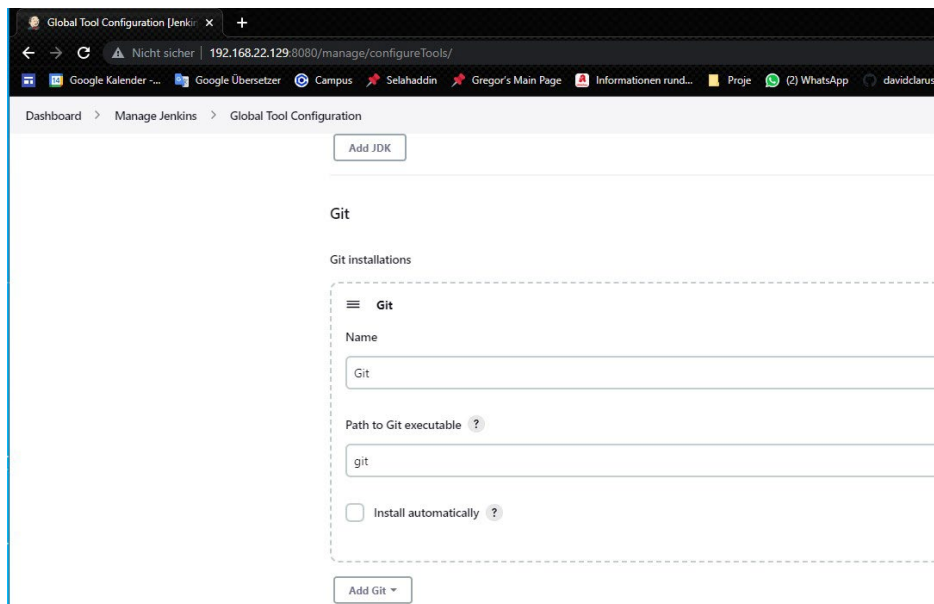 Global Tool Configuration [Jenkir
Nicht sicher | 192.168.22.129:8080/manage/configureTools/
14 Google Kalender -... Google Übersetzer Campus Selahaddin Gregor's Main Page Informationen rund... Proje (2) WhatsApp davidclarus
Dashboard > Manage Jenkins > Global Tool Configuration
Add JDK
Git
Git installations
Git
Name
Git
Path to Git executable ?
git
Install automatically ?
Add Git